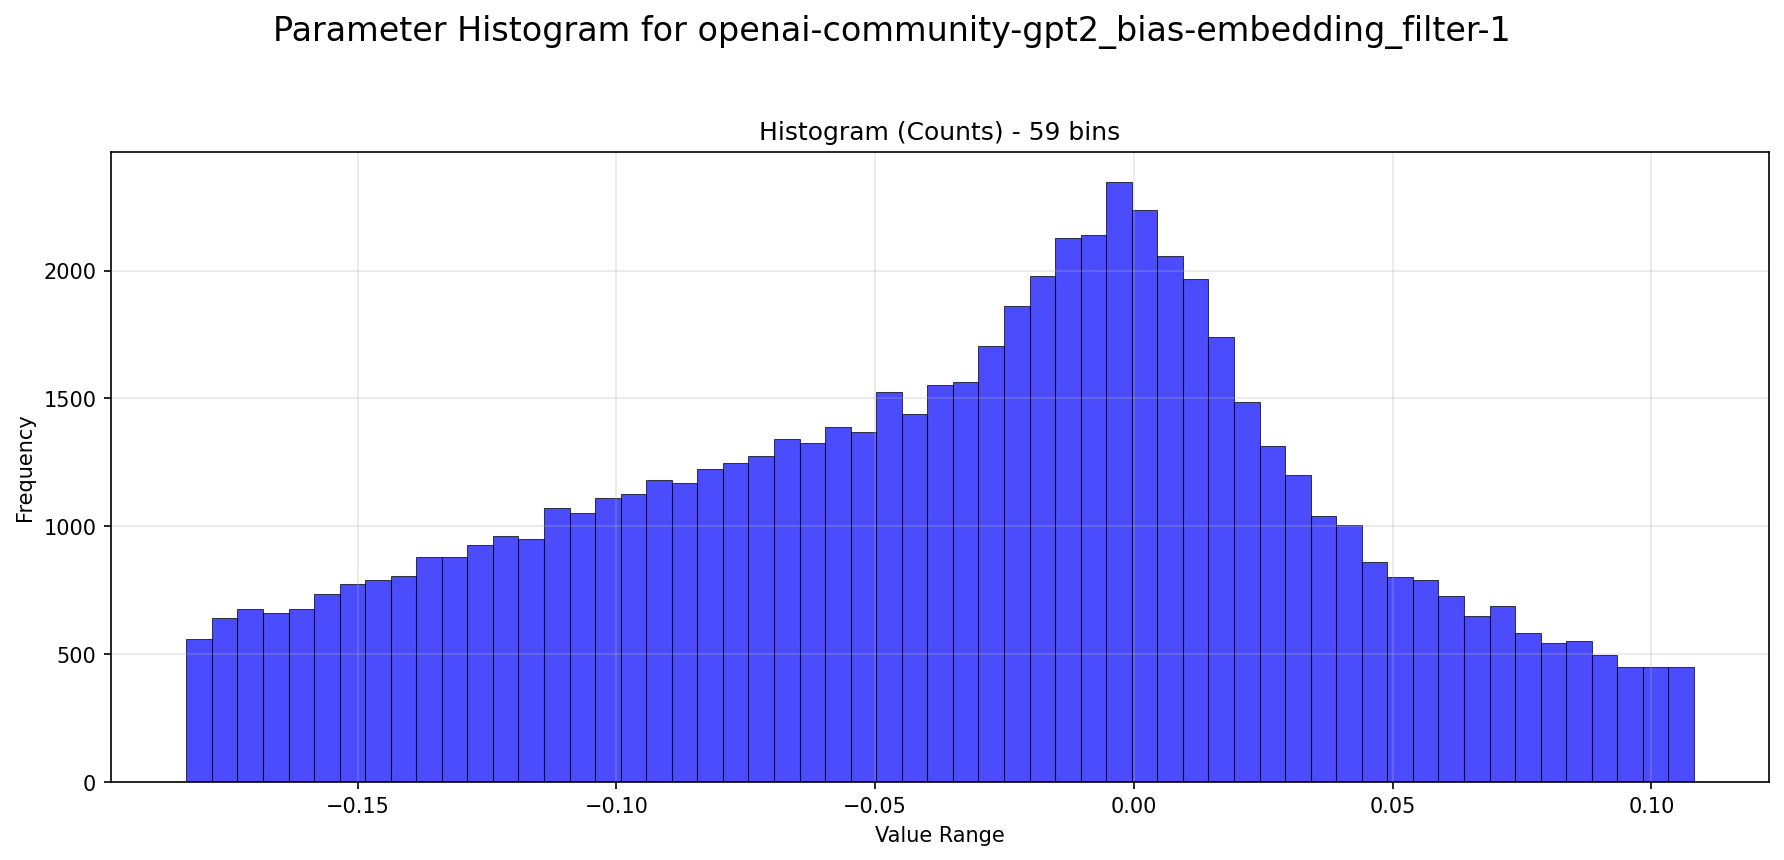 Parameter Histogram for openai-community-gpt2_bias-embedding_filter-1
Histogram (Counts) - 59 bins
2000
1500
1000
500
0
Frequency
−0.15 −0.10 −0.05 0.00 0.05 0.10
Value Range